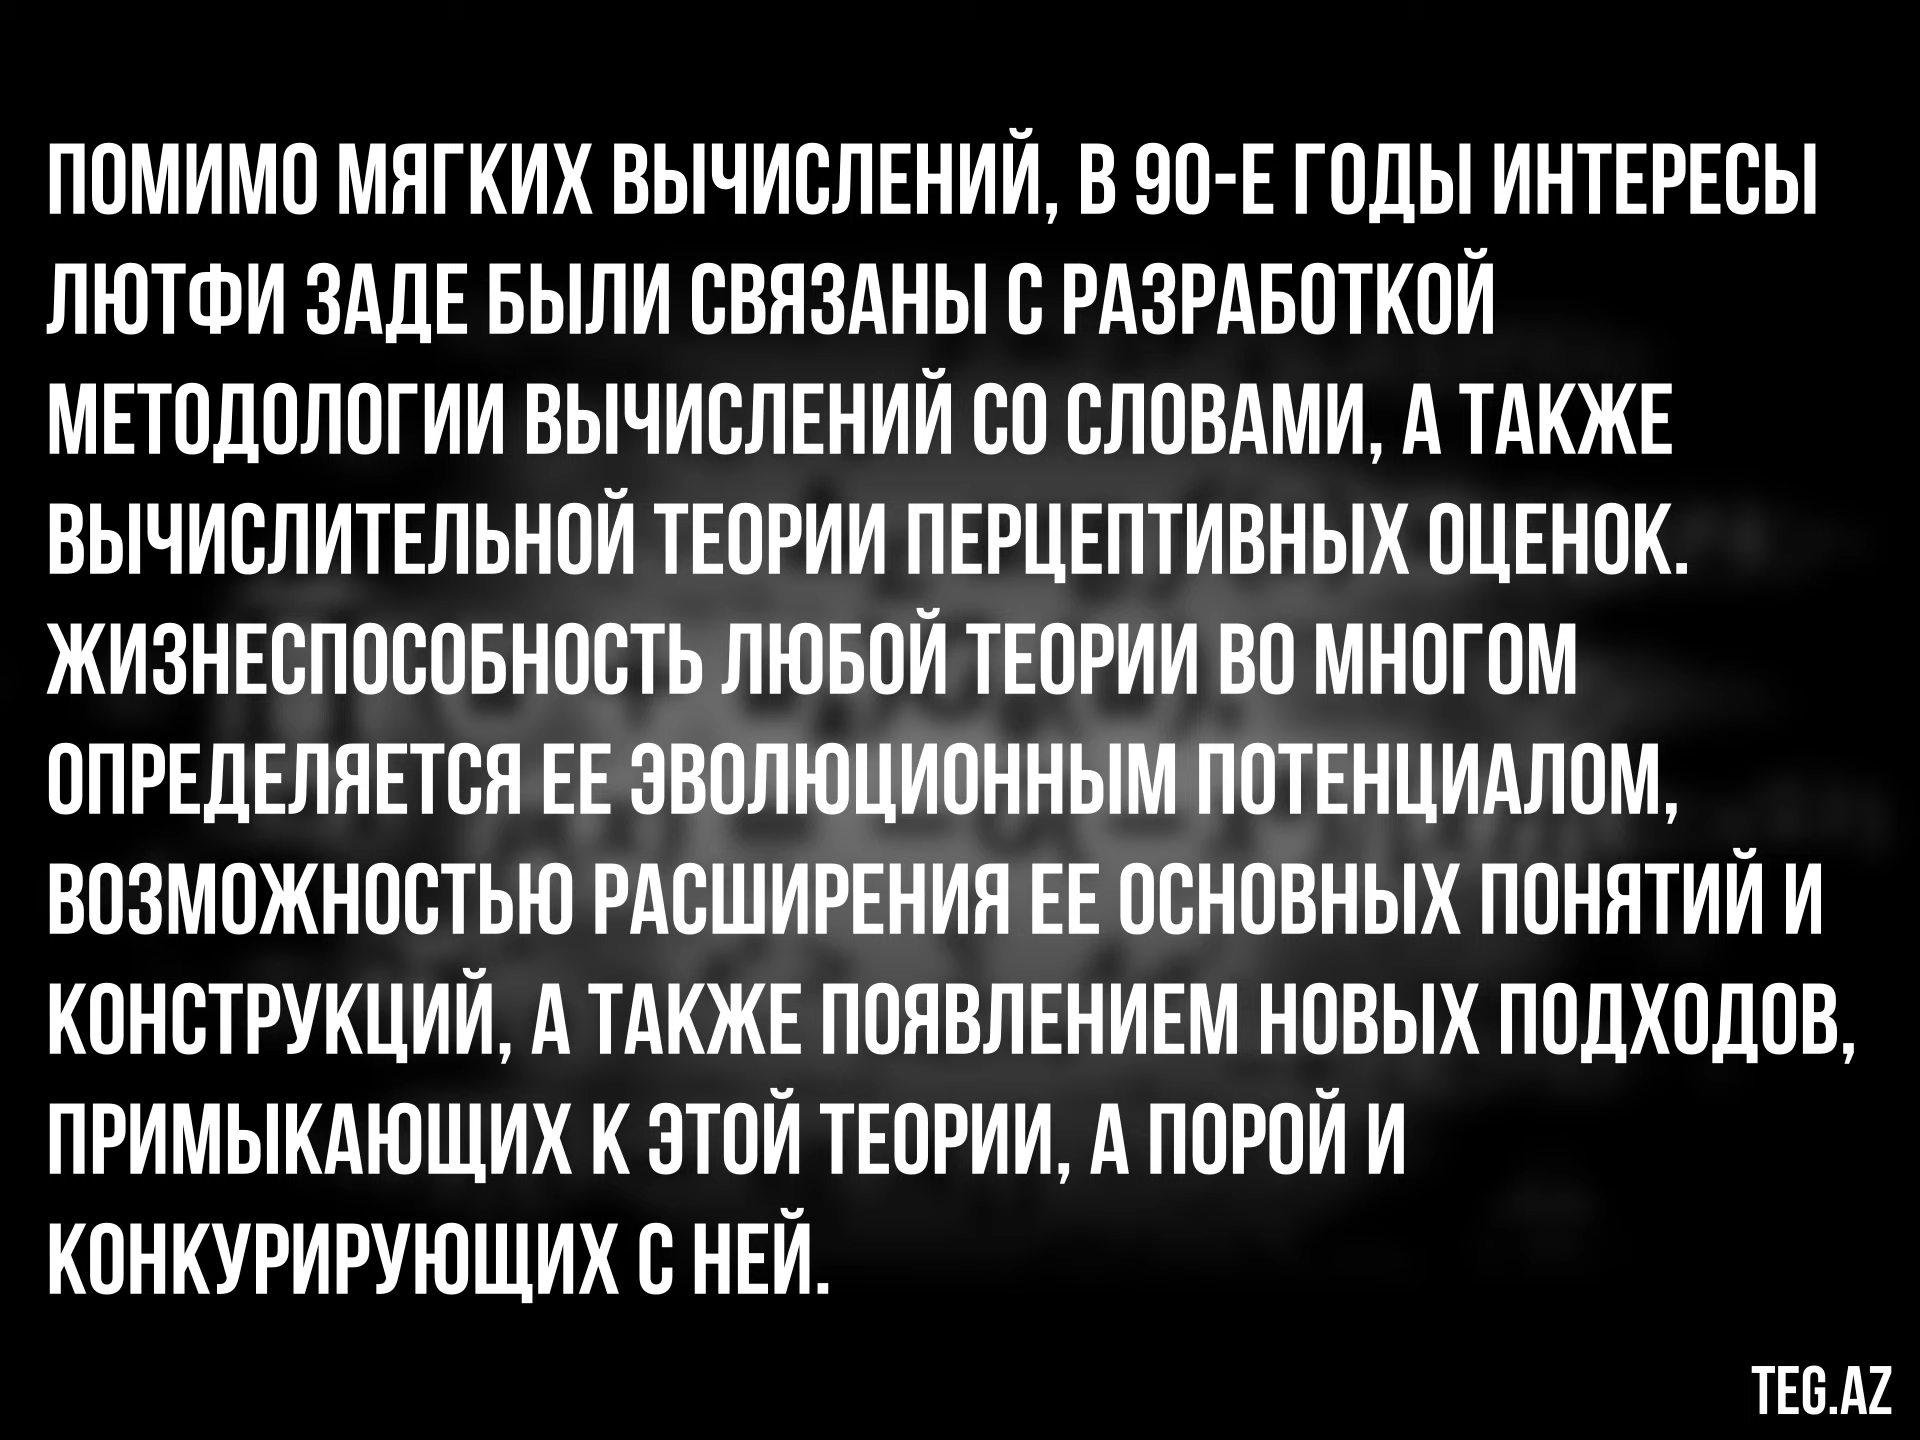 ПОМИМО МЯГКИХ ВЫЧИСЛЕНИЙ, В 90-Е ГОДЫ ИНТЕРЕСЫ
ЛЮТФИ ЗАДЕ БЫЛИ СВЯЗАНЫ С РАЗРАБОТКОЙ
МЕТОДОЛОГИИ ВЫЧИСЛЕНИЙ СО СЛОВАМИ, А ТАКЖЕ
ВЫЧИСЛИТЕЛЬНОЙ ТЕОРИИ ПЕРЦЕПТИВНЫХ ОЦЕНОК.
ЖИЗНЕСПОСОБНОСТЬ ЛЮБОЙ ТЕОРИИ ВО МНОГОМ
ОПРЕДЕЛЯЕТСЯ ЕЕ ЭВОЛЮЦИОННЫМ ПОТЕНЦИАЛОМ,
ВОЗМОЖНОСТЬЮ РАСШИРЕНИЯ ЕЕ ОСНОВНЫХ ПОНЯТИЙ И
КОНСТРУКЦИЙ, А ТАКЖЕ ПОЯВЛЕНИЕМ НОВЫХ ПОДХОДОВ,
ПРИМЫКАЮЩИХ К ЭТОЙ ТЕОРИИ, А ПОРОЙ И
КОНКУРИРУЮЩИХ С НЕЙ.
TEG.AZ